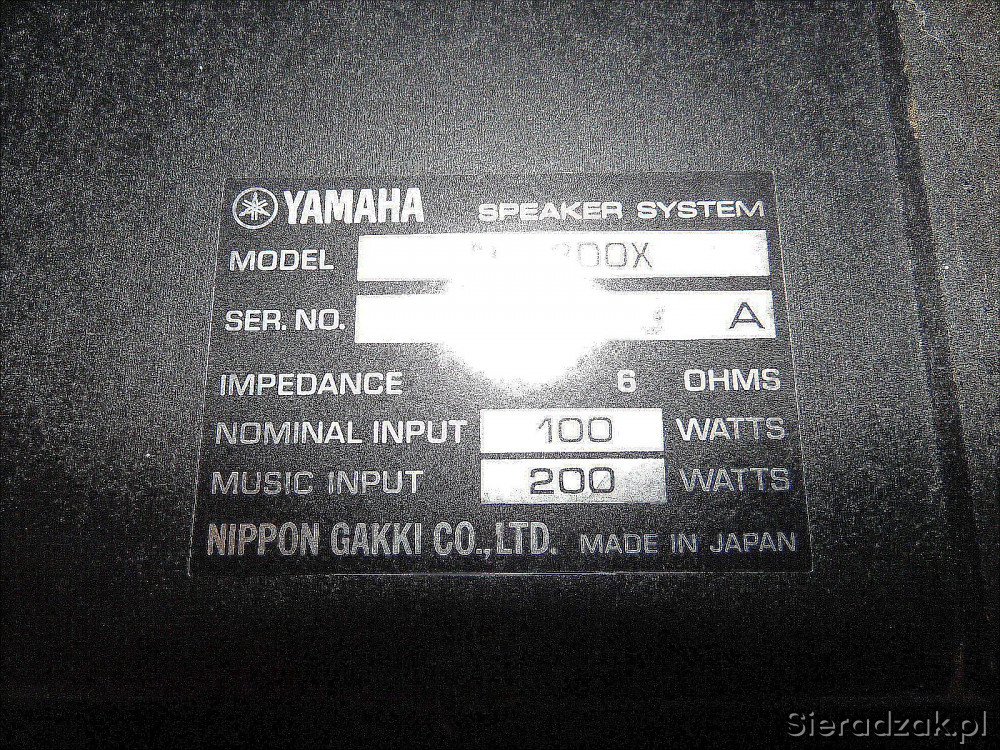 YAMAHA SPEAKER SYSTEM
MODEL
SER. NO. A
IMPEDANCE 6 OHMS
NOMINAL INPUT 100 WATTS
MUSIC INPUT 200 WATTS
NIPPON GAKKI CO., LTD. MADE IN JAPAN
Sieradzak.pl